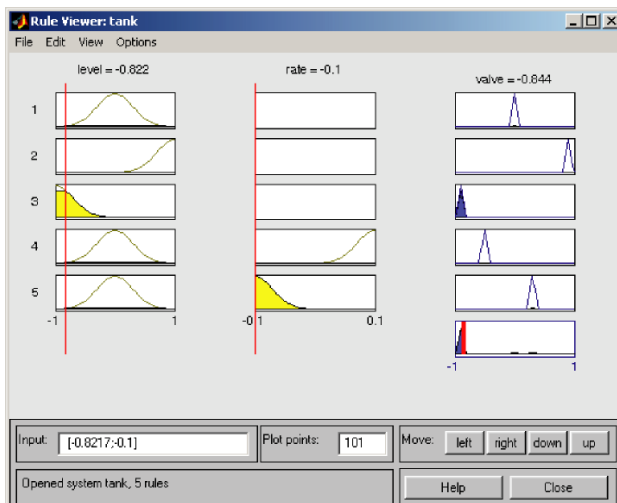 Rule Viewer: tank
File Edit View Options
level = -0.822 rate = -0.1 valve = -0.844
1
2
3
4
5
-1 1 -0.1 0.1
-1 1
Input: [-0.8217;-0.1] Plot points: 101 Move: left right down up
Opened system tank, 5 rules Help Close